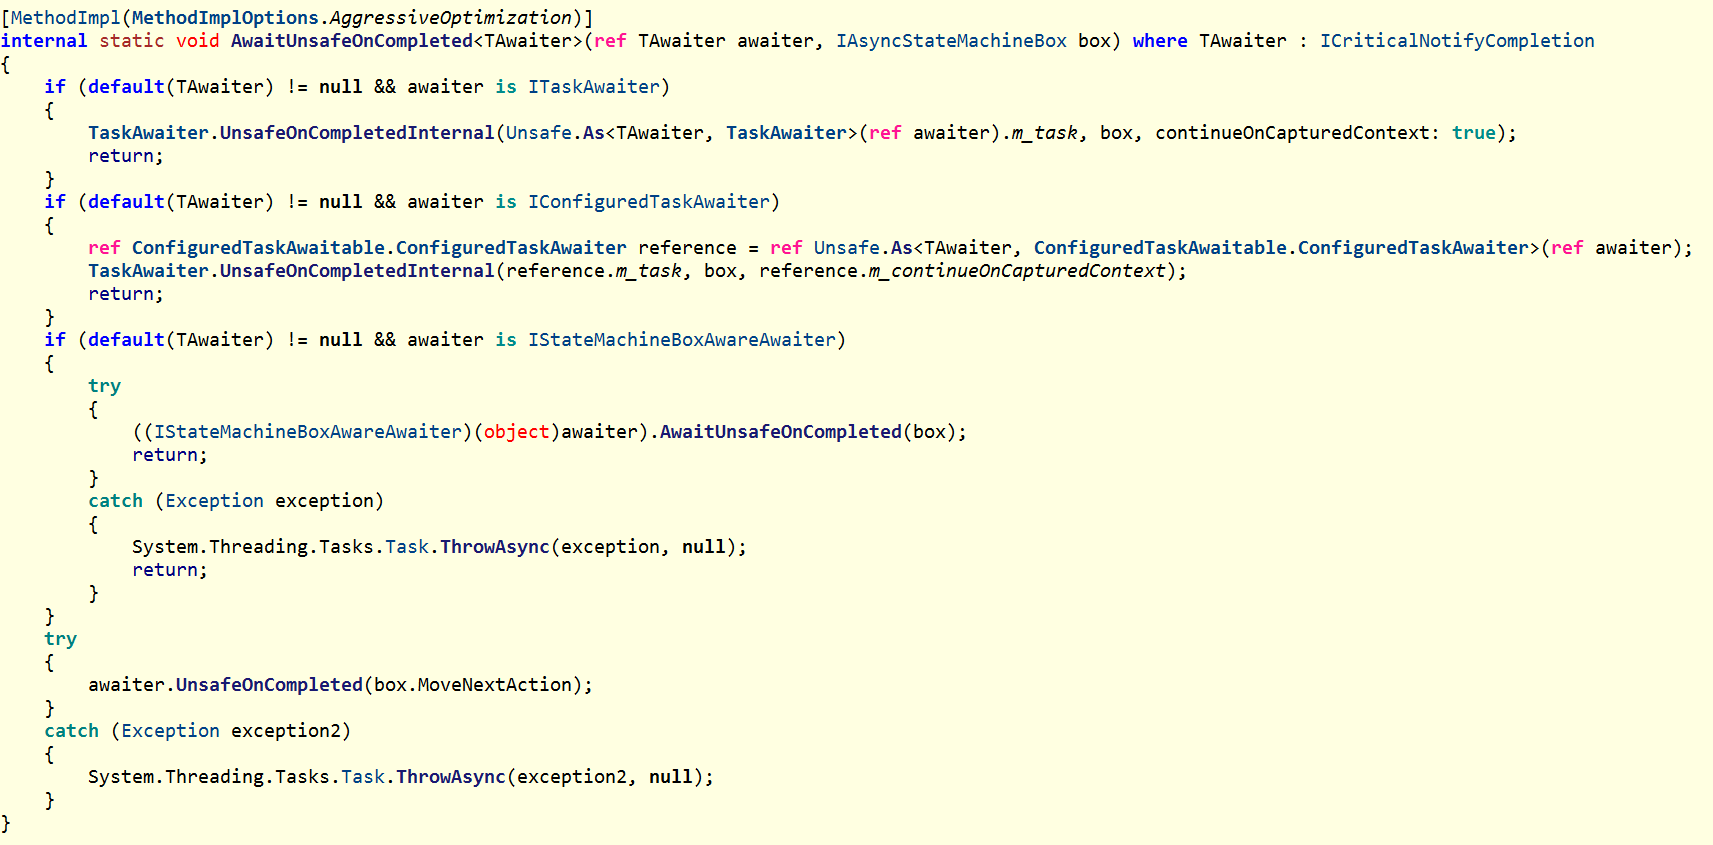 [MethodImpl(MethodImplOptions.AggressiveOptimization)]
internal static void AwaitUnsafeOnCompleted<TAwaiter>(ref TAwaiter awaiter, IAsyncStateMachineBox box) where TAwaiter : ICriticalNotifyCompletion
{
    if (default(TAwaiter) != null && awaiter is ITaskAwaiter)
    {
        TaskAwaiter.UnsafeOnCompletedInternal(Unsafe.As<TAwaiter, TaskAwaiter>(ref awaiter).m_task, box, continueOnCapturedContext: true);
        return;
    }
    if (default(TAwaiter) != null && awaiter is IConfiguredTaskAwaiter)
    {
        ref ConfiguredTaskAwaitable.ConfiguredTaskAwaiter reference = ref Unsafe.As<TAwaiter, ConfiguredTaskAwaitable.ConfiguredTaskAwaiter>(ref awaiter);
        TaskAwaiter.UnsafeOnCompletedInternal(reference.m_task, box, reference.m_continueOnCapturedContext);
        return;
    }
    if (default(TAwaiter) != null && awaiter is IStateMachineBoxAwareAwaiter)
    {
        try
        {
            ((IStateMachineBoxAwareAwaiter)(object)awaiter).AwaitUnsafeOnCompleted(box);
            return;
        }
        catch (Exception exception)
        {
            System.Threading.Tasks.Task.ThrowAsync(exception, null);
            return;
        }
    }
    try
    {
        awaiter.UnsafeOnCompleted(box.MoveNextAction);
    }
    catch (Exception exception2)
    {
        System.Threading.Tasks.Task.ThrowAsync(exception2, null);
    }
}